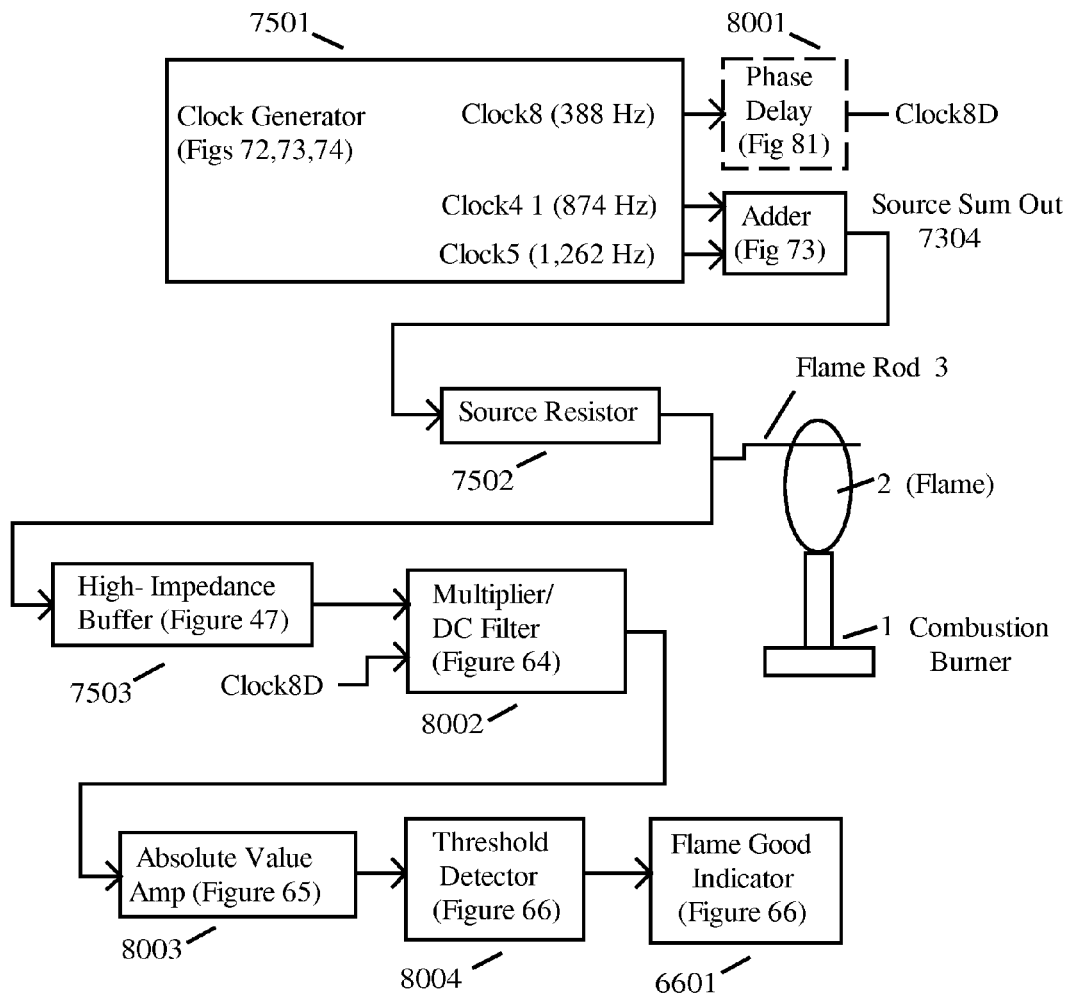 7501
8001
Clock Generator
(Figs 72,73,74)
Clock8 (388 Hz)
Phase
Delay
(Fig 81)
Clock8D
Clock4 1 (874 Hz)
Clock5 (1,262 Hz)
Adder
(Fig 73)
Source Sum Out
7304
Source Resistor
7502
Flame Rod 3
2 (Flame)
1 Combustion
Burner
High- Impedance
Buffer (Figure 47)
7503
Clock8D
Multiplier/
DC Filter
(Figure 64)
8002
Absolute Value
Amp (Figure 65)
8003
Threshold
Detector
(Figure 66)
8004
Flame Good
Indicator
(Figure 66)
6601